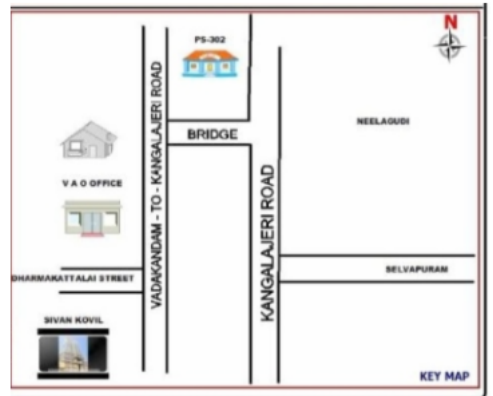 N
PS-302
BRIDGE
NEELAGUDI
V A O OFFICE
VADAKANDAM - TO - KANGALAJERI ROAD
KANGALAJERI ROAD
SELVAPURAM
DHARMAKATTALAI STREET
SIVAN KOVIL
KEY MAP